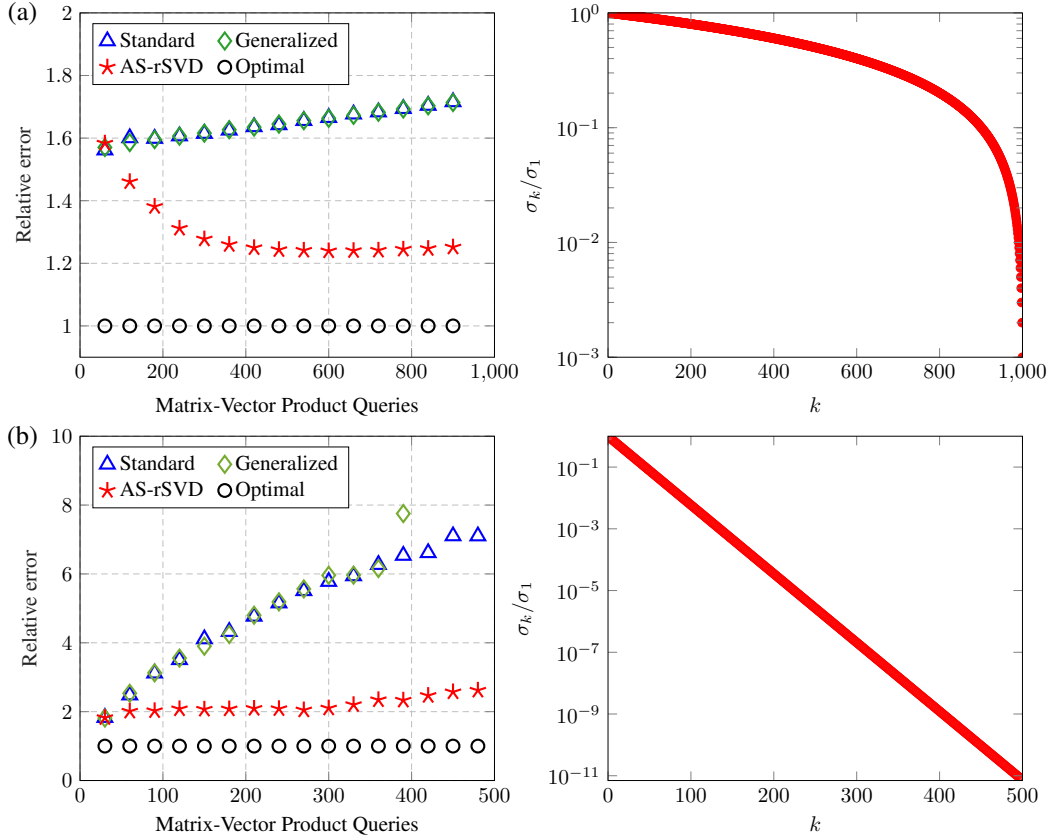 (a)
Relative error
2
1.8
1.6
1.4
1.2
1
0
200
400
600
800
1,000
Matrix-Vector Product Queries
Standard
Generalized
AS-rSVD
Optimal
σ_k/σ_1
10^0
10^{-1}
10^{-2}
10^{-3}
0
200
400
600
800
1,000
k
(b)
Relative error
10
8
6
4
2
0
0
100
200
300
400
500
Matrix-Vector Product Queries
Standard
Generalized
AS-rSVD
Optimal
σ_k/σ_1
10^{-1}
10^{-3}
10^{-5}
10^{-7}
10^{-9}
10^{-11}
0
100
200
300
400
500
k